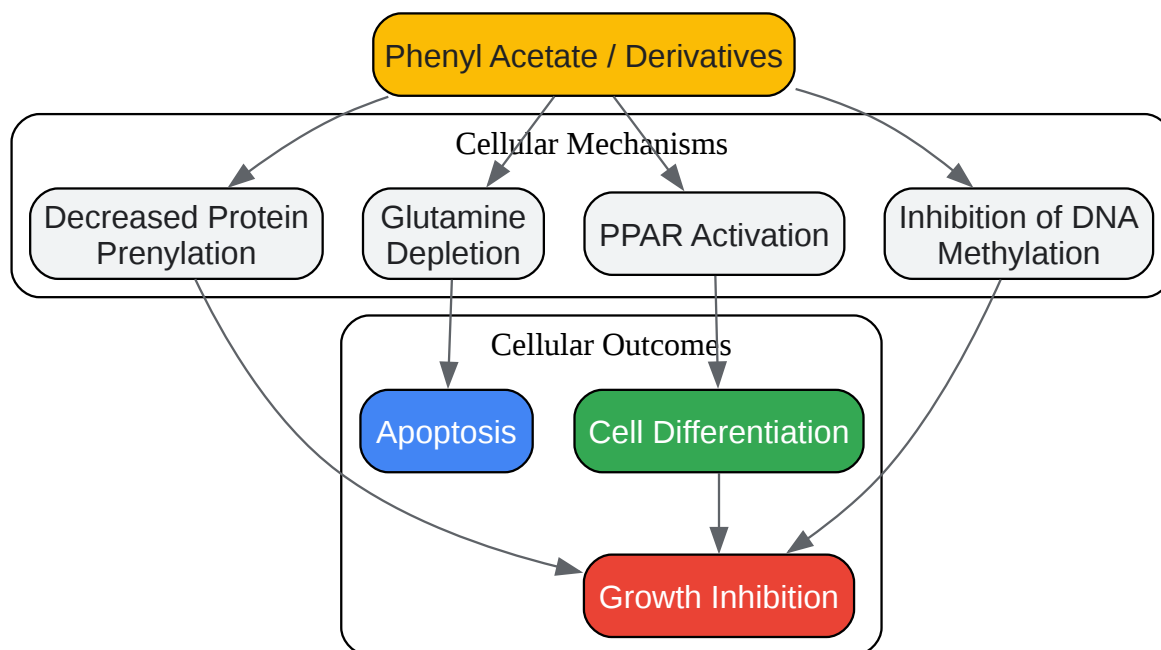 Phenyl Acetate / Derivatives
Cellular Mechanisms
Decreased Protein
Prenylation
Glutamine
Depletion
PPAR Activation
Inhibition of DNA
Methylation
Cellular Outcomes
Apoptosis
Cell Differentiation
Growth Inhibition